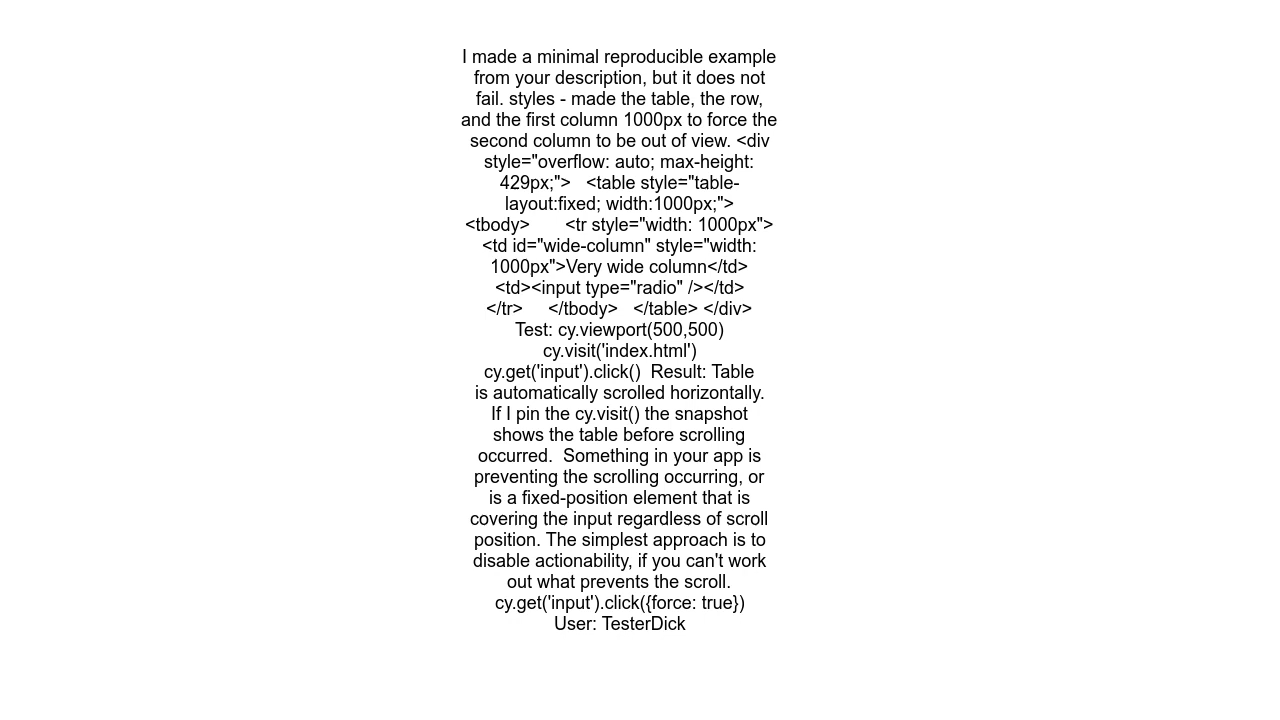 I made a minimal reproducible example
from your description, but it does not
fail. styles - made the table, the row,
and the first column 1000px to force the
second column to be out of view. <div
style="overflow: auto; max-height:
429px;">   <table style="table-
layout:fixed; width:1000px;">
<tbody>       <tr style="width: 1000px">
<td id="wide-column" style="width:
1000px">Very wide column</td>
<td><input type="radio" /></td>
</tr>     </tbody>   </table> </div>
Test: cy.viewport(500,500)
cy.visit('index.html')
cy.get('input').click()  Result: Table
is automatically scrolled horizontally.
If I pin the cy.visit() the snapshot
shows the table before scrolling
occurred.  Something in your app is
preventing the scrolling occurring, or
is a fixed-position element that is
covering the input regardless of scroll
position. The simplest approach is to
disable actionability, if you can't work
out what prevents the scroll.
cy.get('input').click({force: true})
User: TesterDick